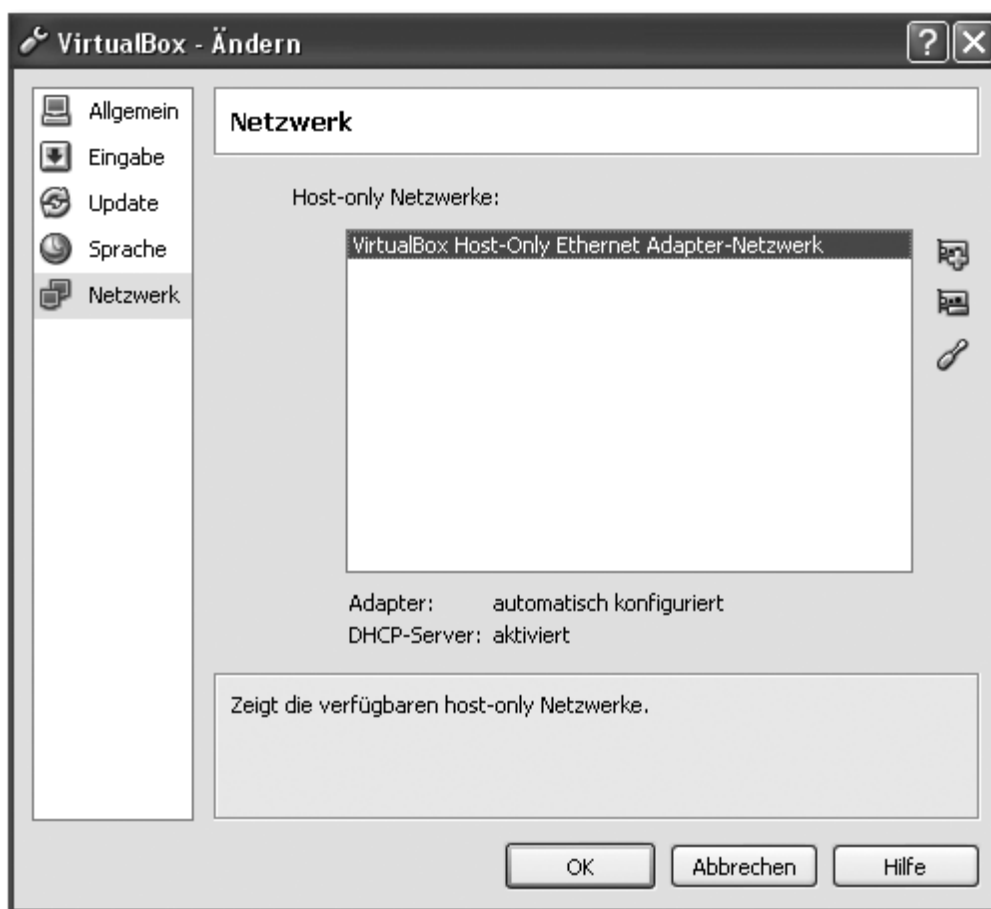 VirtualBox - Ändern
Allgemein
Eingabe
Update
Sprache
Netzwerk
Netzwerk
Host-only Netzwerke:
VirtualBox Host-Only Ethernet Adapter-Netzwerk
Adapter: automatisch konfiguriert
DHCP-Server: aktiviert
Zeigt die verfügbaren host-only Netzwerke.
OK Abbrechen Hilfe